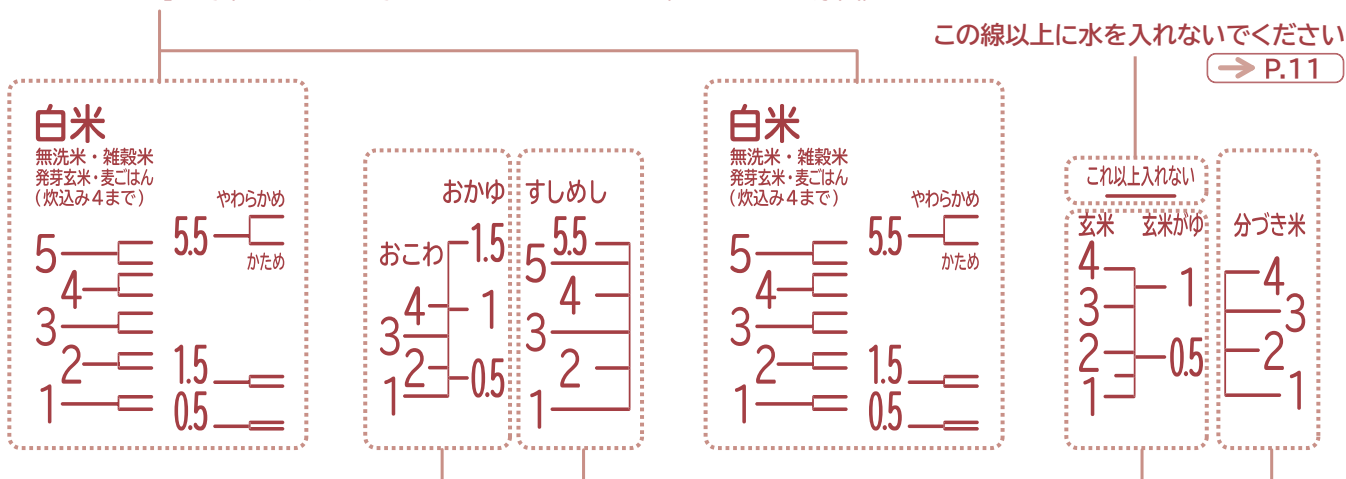 この線以上に水を入れないでください
→ P.11
白米
無洗米・雑穀米
発芽玄米・麦ごはん
(炊込み4まで)
やわらかめ
5.5
かため
5
4
3
2
1
1.5
0.5
おかゆ
1.5
1
0.5
おこわ
4
3
2
1
すしめし
5.5
5
4
3
2
1
白米
無洗米・雑穀米
発芽玄米・麦ごはん
(炊込み4まで)
やわらかめ
5.5
かため
5
4
3
2
1
1.5
0.5
これ以上入れない
玄米
4
3
2
1
玄米がゆ
1
0.5
分づき米
4
3
2
1